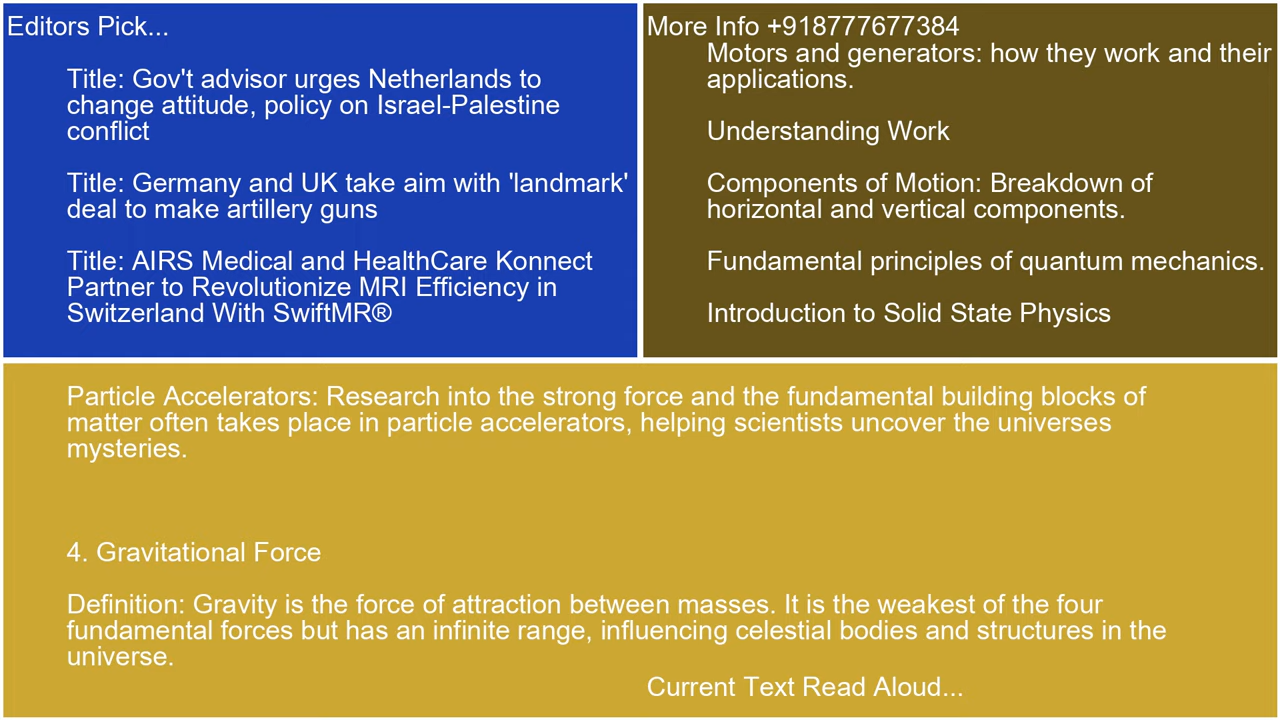 Editors Pick...
Title: Gov't advisor urges Netherlands to
change attitude, policy on Israel-Palestine
conflict
Title: Germany and UK take aim with 'landmark'
deal to make artillery guns
Title: AIRS Medical and HealthCare Konnect
Partner to Revolutionize MRI Efficiency in
Switzerland With SwiftMR®
More Info +918777677384
Motors and generators: how they work and their
applications.
Understanding Work
Components of Motion: Breakdown of
horizontal and vertical components.
Fundamental principles of quantum mechanics.
Introduction to Solid State Physics
Particle Accelerators: Research into the strong force and the fundamental building blocks of
matter often takes place in particle accelerators, helping scientists uncover the universes
mysteries.
4. Gravitational Force
Definition: Gravity is the force of attraction between masses. It is the weakest of the four
fundamental forces but has an infinite range, influencing celestial bodies and structures in the
universe.
Current Text Read Aloud...